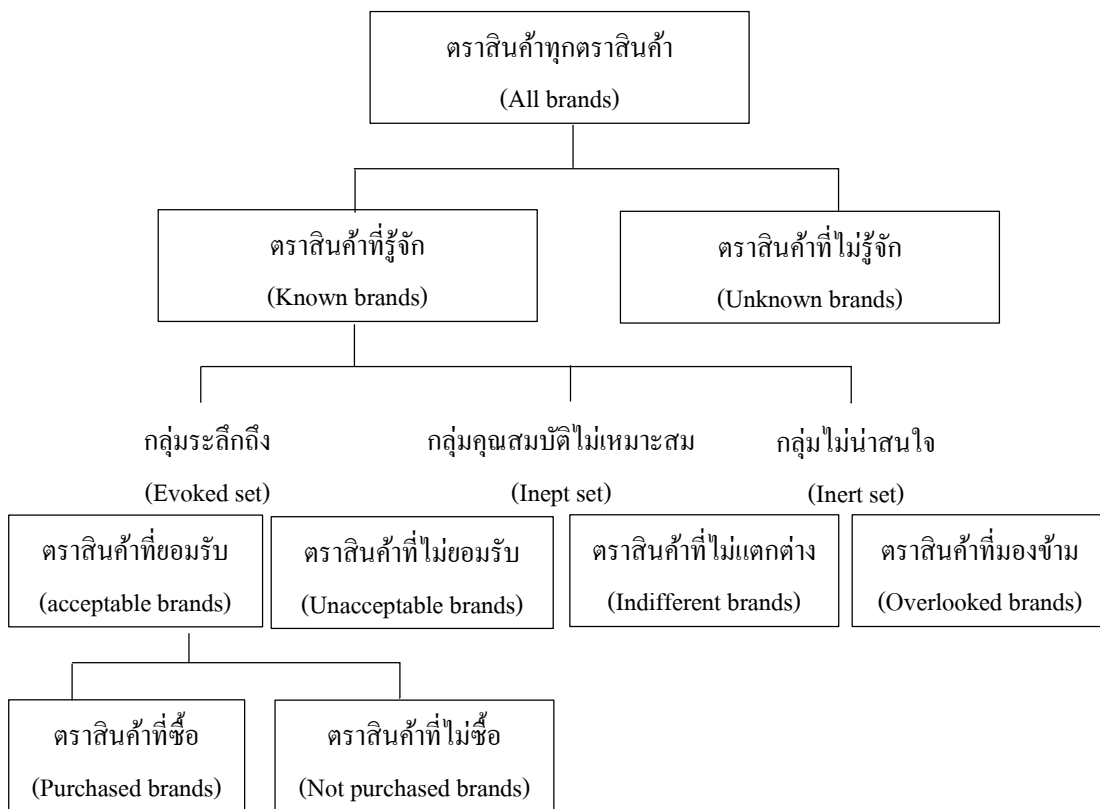 ตราสินค้าทุกตราสินค้า
(All brands)
ตราสินค้าที่รู้จัก
(Known brands)
ตราสินค้าที่ไม่รู้จัก
(Unknown brands)
กลุ่มระลึกถึง
(Evoked set)
กลุ่มคุณสมบัติไม่เหมาะสม
(Inept set)
กลุ่มไม่น่าสนใจ
(Inert set)
ตราสินค้าที่ยอมรับ
(acceptable brands)
ตราสินค้าที่ไม่ยอมรับ
(Unacceptable brands)
ตราสินค้าที่ไม่แตกต่าง
(Indifferent brands)
ตราสินค้าที่มองข้าม
(Overlooked brands)
ตราสินค้าที่ซื้อ
(Purchased brands)
ตราสินค้าที่ไม่ซื้อ
(Not purchased brands)